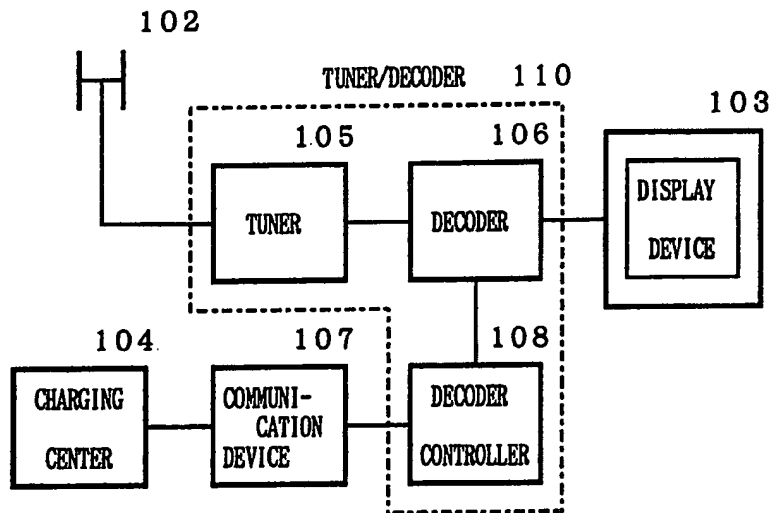 102
TUNER/DECODER 110
103
105
106
TUNER
DECODER
DISPLAY
DEVICE
104
107
108
CHARGING
CENTER
COMMUNI-
CATION
DEVICE
DECODER
CONTROLLER